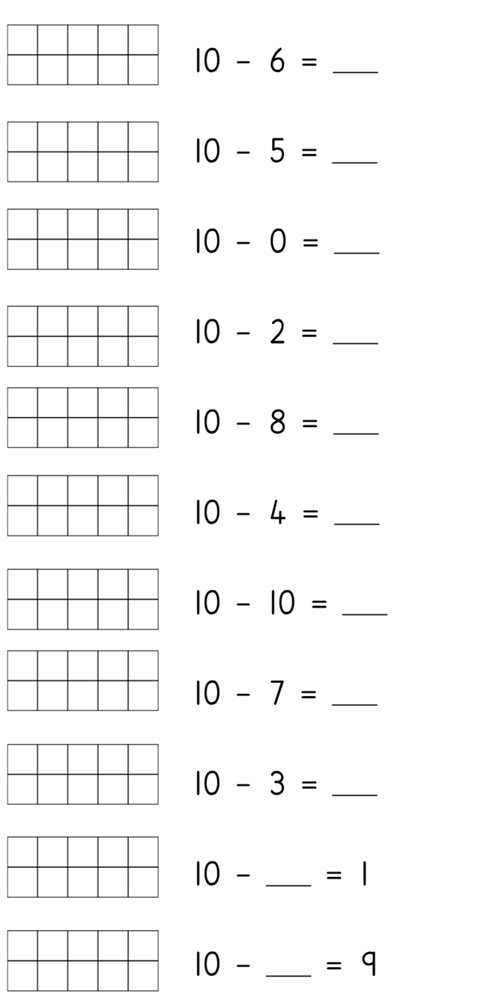 10 - 6 = ___
10 - 5 = ___
10 - 0 = ___
10 - 2 = ___
10 - 8 = ___
10 - 4 = ___
10 - 10 = ___
10 - 7 = ___
10 - 3 = ___
10 - ___ = 1
10 - ___ = 9